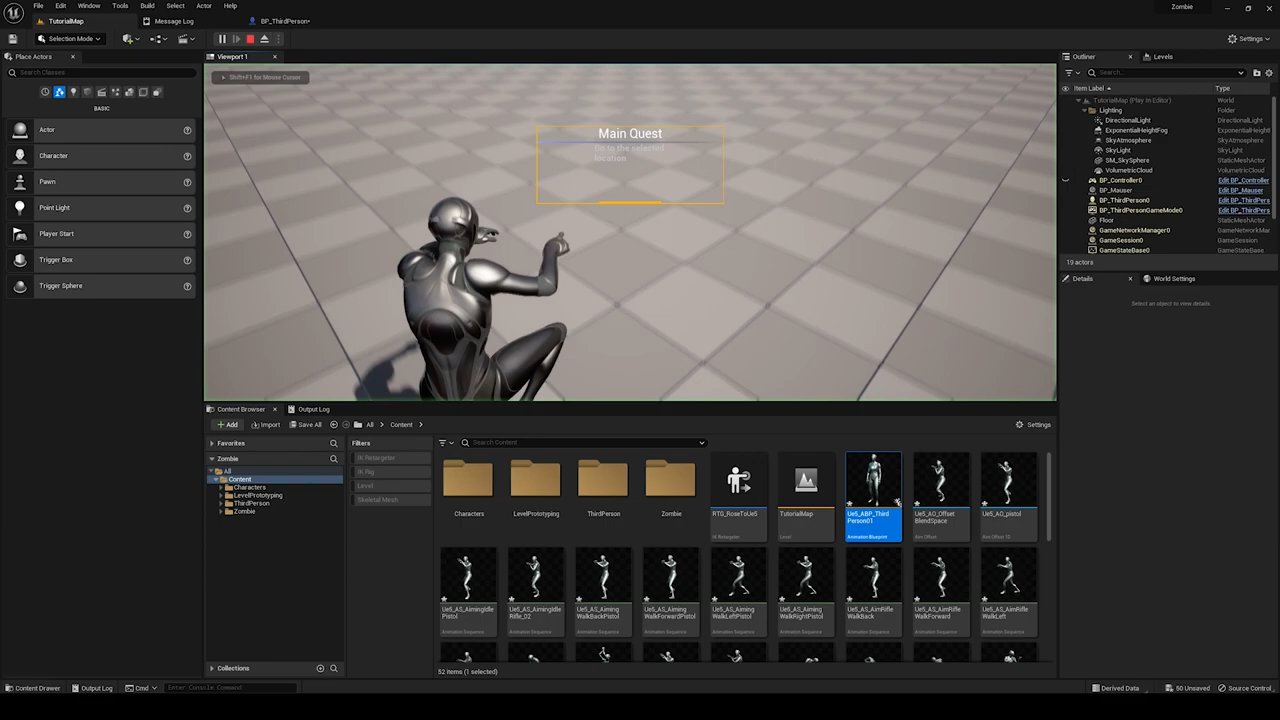 File Edit Window Tools Build Select Actor Help
Zombie
TutorialMap Message Log BP_ThirdPerson•
Selection Mode
Settings
Place Actors
Search Classes
BASIC
Actor
Character
Pawn
Point Light
Player Start
Trigger Box
Trigger Sphere
Viewport 1
Shift+F1 for Mouse Cursor
Main Quest
Go to the selected
location
Outliner Levels
Search...
Item Label Type
TutorialMap (Play In Editor) World
Lighting Folder
DirectionalLight DirectionalLight
ExponentialHeightFog ExponentialHeight
SkyAtmosphere SkyAtmosphere
SkyLight SkyLight
SM_SkySphere StaticMeshActor
VolumetricCloud VolumetricCloud
BP_Controller0 Edit BP_Controller
BP_Mauser Edit BP_Mauser
BP_ThirdPerson0 Edit BP_ThirdPers
BP_ThirdPersonGameMode0 Edit BP_ThirdPers
Floor StaticMeshActor
GameNetworkManager0 GameNetworkMar
GameSession0 GameSession
GameStateBase0 GameStateBase
19 actors
Details World Settings
Select an object to view details.
Content Browser Output Log
Add Import Save All All Content
Settings
Favorites
Zombie
All
Content
Characters
LevelPrototyping
ThirdPerson
Zombie
Collections
Filters
IK Retargeter
IK Rig
Level
Skeletal Mesh
Search Content
Characters
LevelPrototyping
ThirdPerson
Zombie
RTG_RoseToUe5
IK Retargeter
TutorialMap
Level
Ue5_ABP_Third
Person01
Animation Blueprint
Ue5_AO_Offset
BlendSpace
Aim Offset
Ue5_AO_pistol
Aim Offset 1D
Ue5_AS_AimingIdle
Pistol
Animation Sequence
Ue5_AS_AimingIdle
Rifle_02
Animation Sequence
Ue5_AS_Aiming
WalkBackPistol
Animation Sequence
Ue5_AS_Aiming
WalkForwardPistol
Animation Sequence
Ue5_AS_Aiming
WalkLeftPistol
Animation Sequence
Ue5_AS_Aiming
WalkRightPistol
Animation Sequence
Ue5_AS_AimRifle
WalkBack
Animation Sequence
Ue5_AS_AimRifle
WalkForward
Animation Sequence
Ue5_AS_AimRifle
WalkLeft
Animation Sequence
52 items (1 selected)
Content Drawer Output Log Cmd Enter Console Command
Derived Data 50 Unsaved Source Control